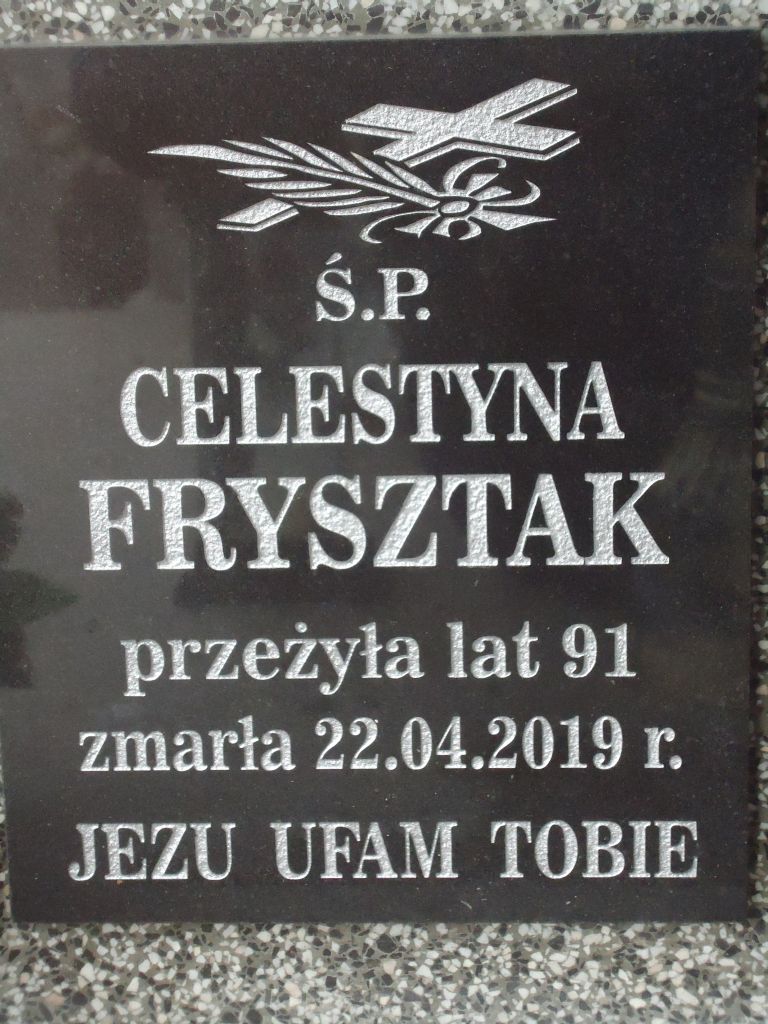 Ś.P.
CELESTYNA
FRYSZTAK
przeżyła lat 91
zmarła 22.04.2019 r.
JEZU UFAM TOBIE